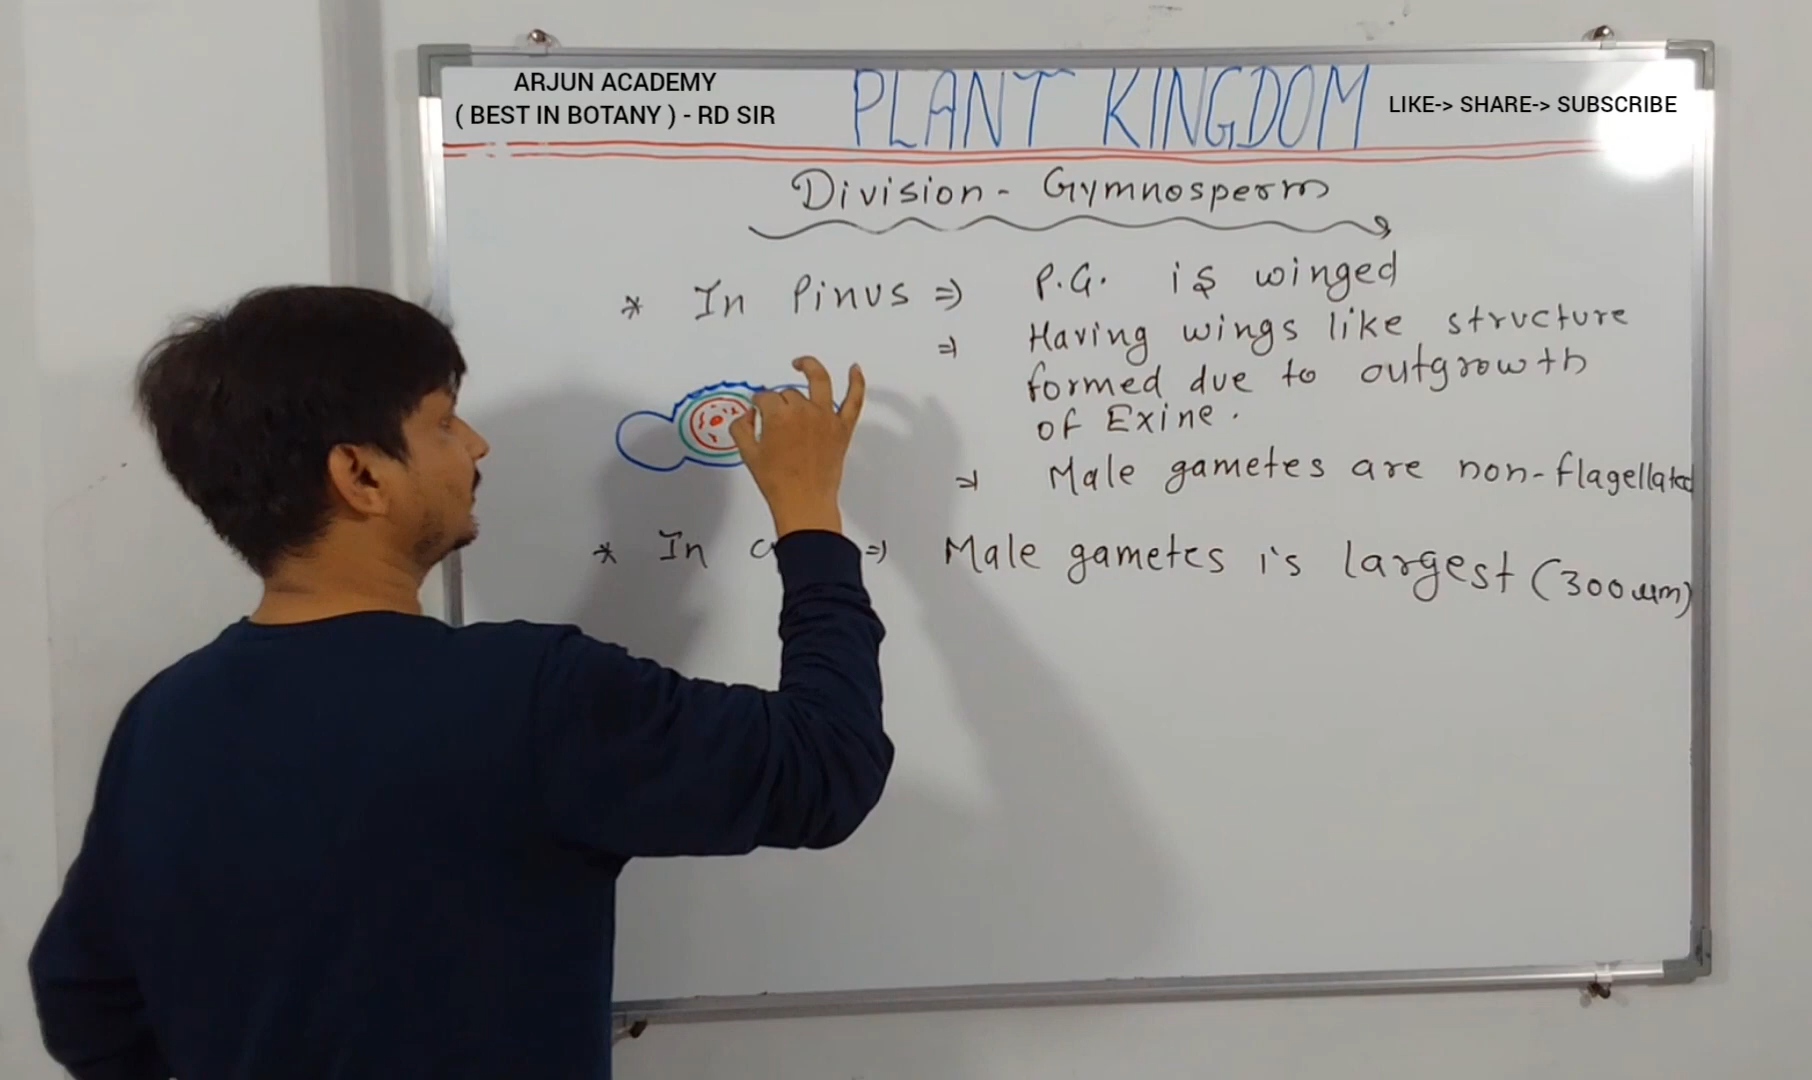 ARJUN ACADEMY
( BEST IN BOTANY ) - RD SIR
PLANT KINGDOM
LIKE-> SHARE-> SUBSCRIBE
Division - Gymnosperm
* In Pinus ⇒ P.G. is winged
⇒ Having wings like structure
formed due to outgrowth
of Exine.
⇒ Male gametes are non-flagellated
* In ⇒ Male gametes is largest (300 μm)